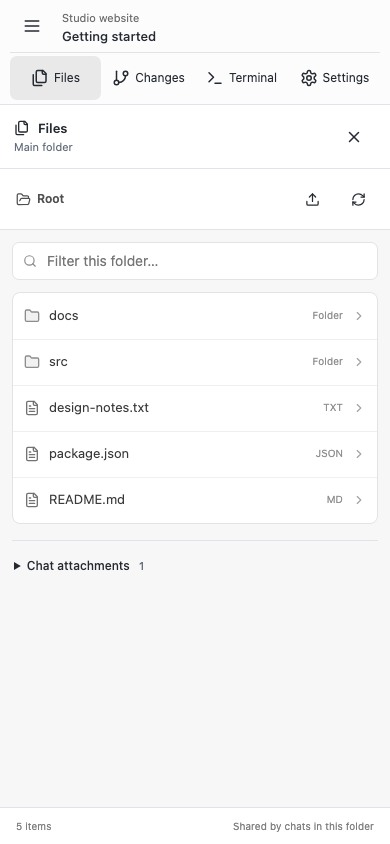 Studio website
Getting started
Files
Changes
Terminal
Settings
Files
Main folder
Root
Filter this folder...
docs
Folder
src
Folder
design-notes.txt
TXT
package.json
JSON
README.md
MD
Chat attachments 1
5 items
Shared by chats in this folder